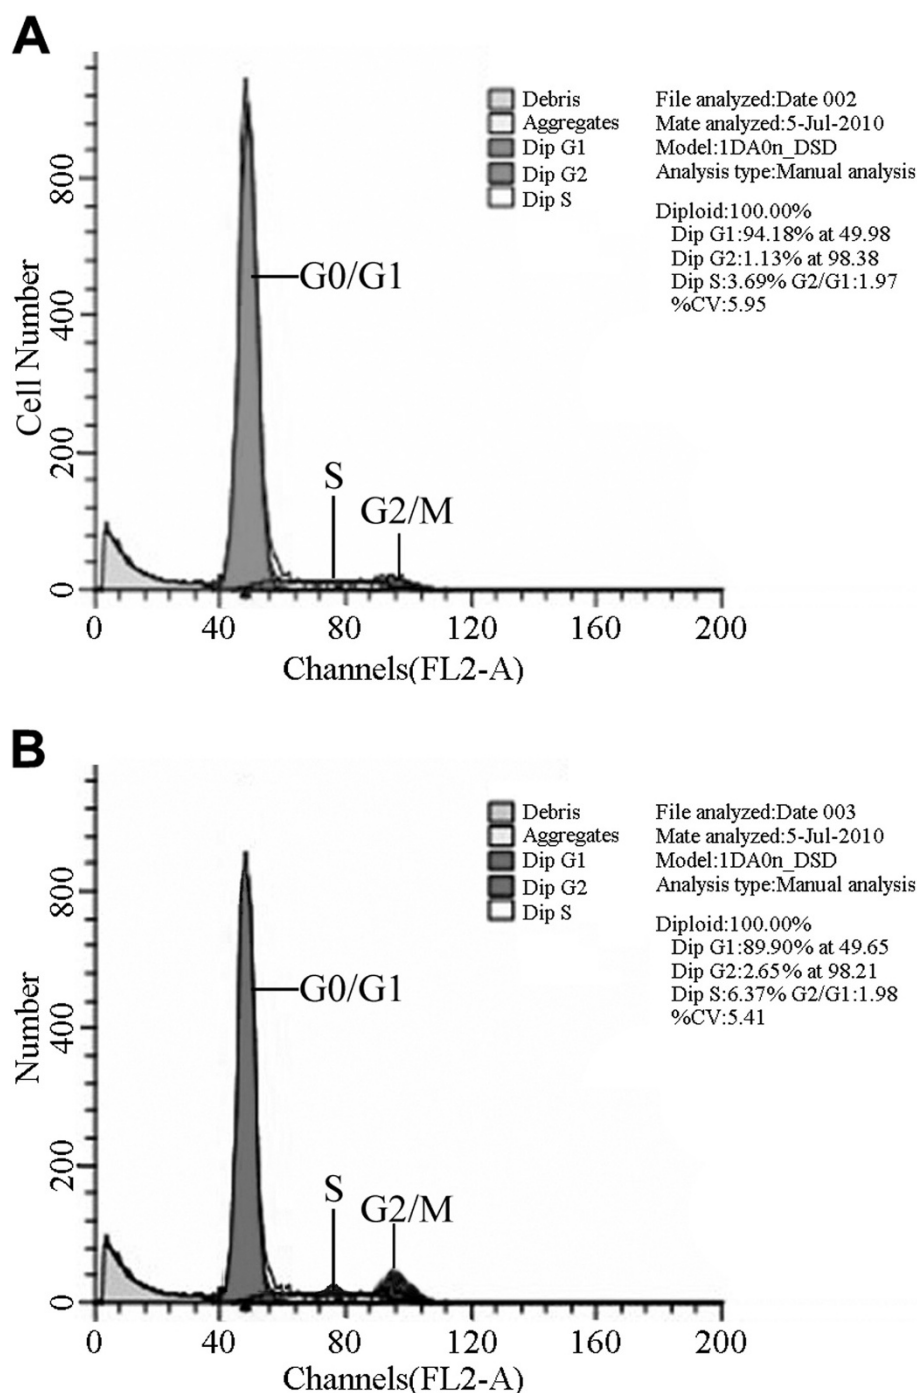 A
Debris
Aggregates
Dip G1
Dip G2
Dip S
File analyzed:Date 002
Mate analyzed:5-Jul-2010
Model:1DA0n_DSD
Analysis type:Manual analysis
Diploid:100.00%
Dip G1:94.18% at 49.98
Dip G2:1.13% at 98.38
Dip S:3.69% G2/G1:1.97
%CV:5.95
Cell Number
800
400
200
0
G0/G1
S
G2/M
0 40 80 120 160 200
Channels(FL2-A)
B
Debris
Aggregates
Dip G1
Dip G2
Dip S
File analyzed:Date 003
Mate analyzed:5-Jul-2010
Model:1DA0n_DSD
Analysis type:Manual analysis
Diploid:100.00%
Dip G1:89.90% at 49.65
Dip G2:2.65% at 98.21
Dip S:6.37% G2/G1:1.98
%CV:5.41
Number
800
400
200
0
G0/G1
S
G2/M
0 40 80 120 160 200
Channels(FL2-A)